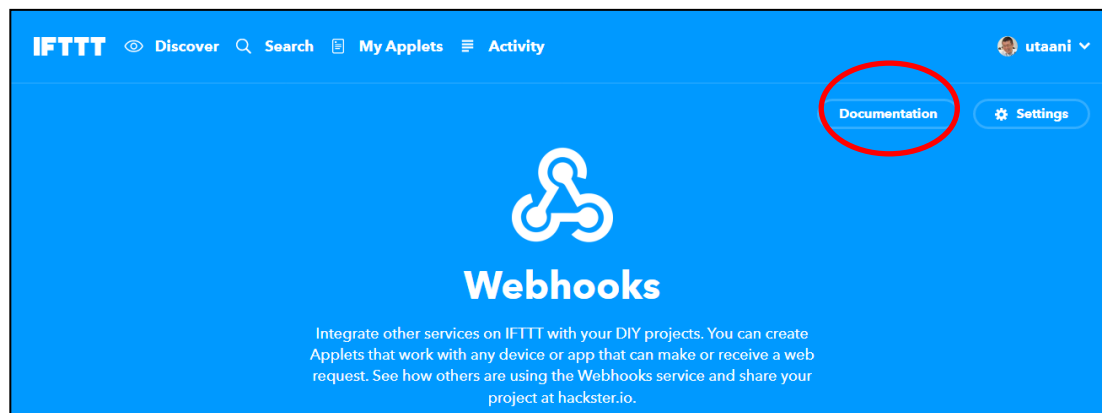 IFTTT Discover Search My Applets Activity utaani
Documentation Settings
Webhooks
Integrate other services on IFTTT with your DIY projects. You can create
Applets that work with any device or app that can make or receive a web
request. See how others are using the Webhooks service and share your
project at hackster.io.